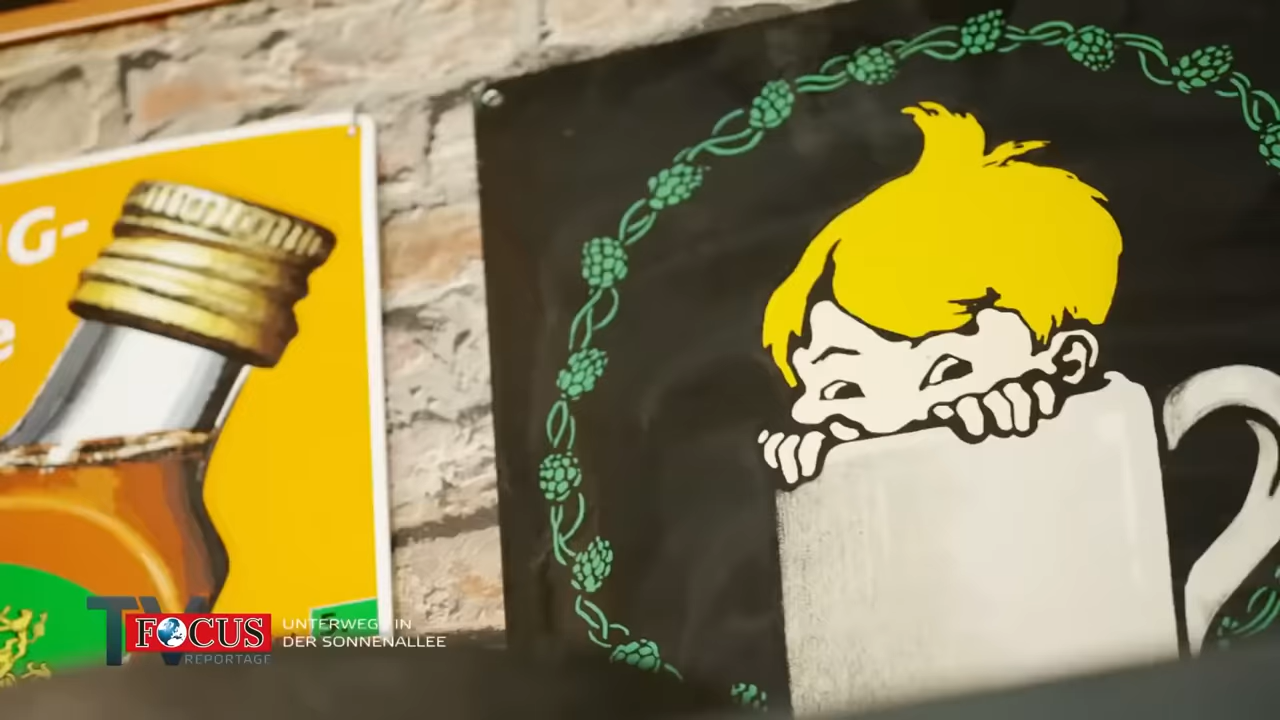 G-
e
TV
FOCUS
REPORTAGE
UNTERWEGS IN
DER SONNENALLEE